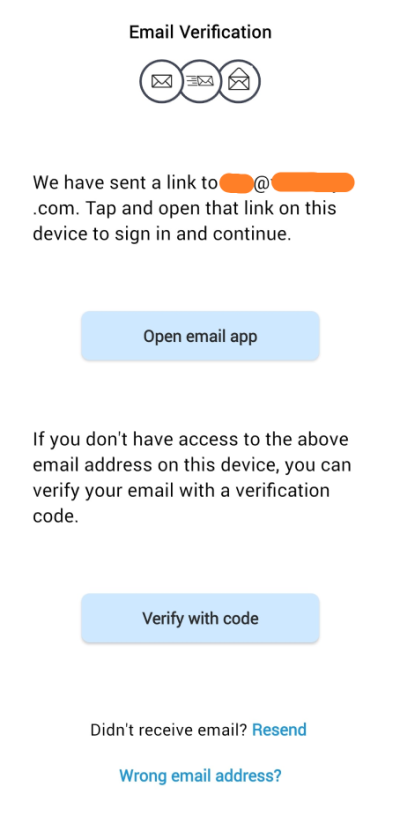 Email Verification
We have sent a link to @
.com. Tap and open that link on this
device to sign in and continue.
Open email app
If you don't have access to the above
email address on this device, you can
verify your email with a verification
code.
Verify with code
Didn't receive email? Resend
Wrong email address?